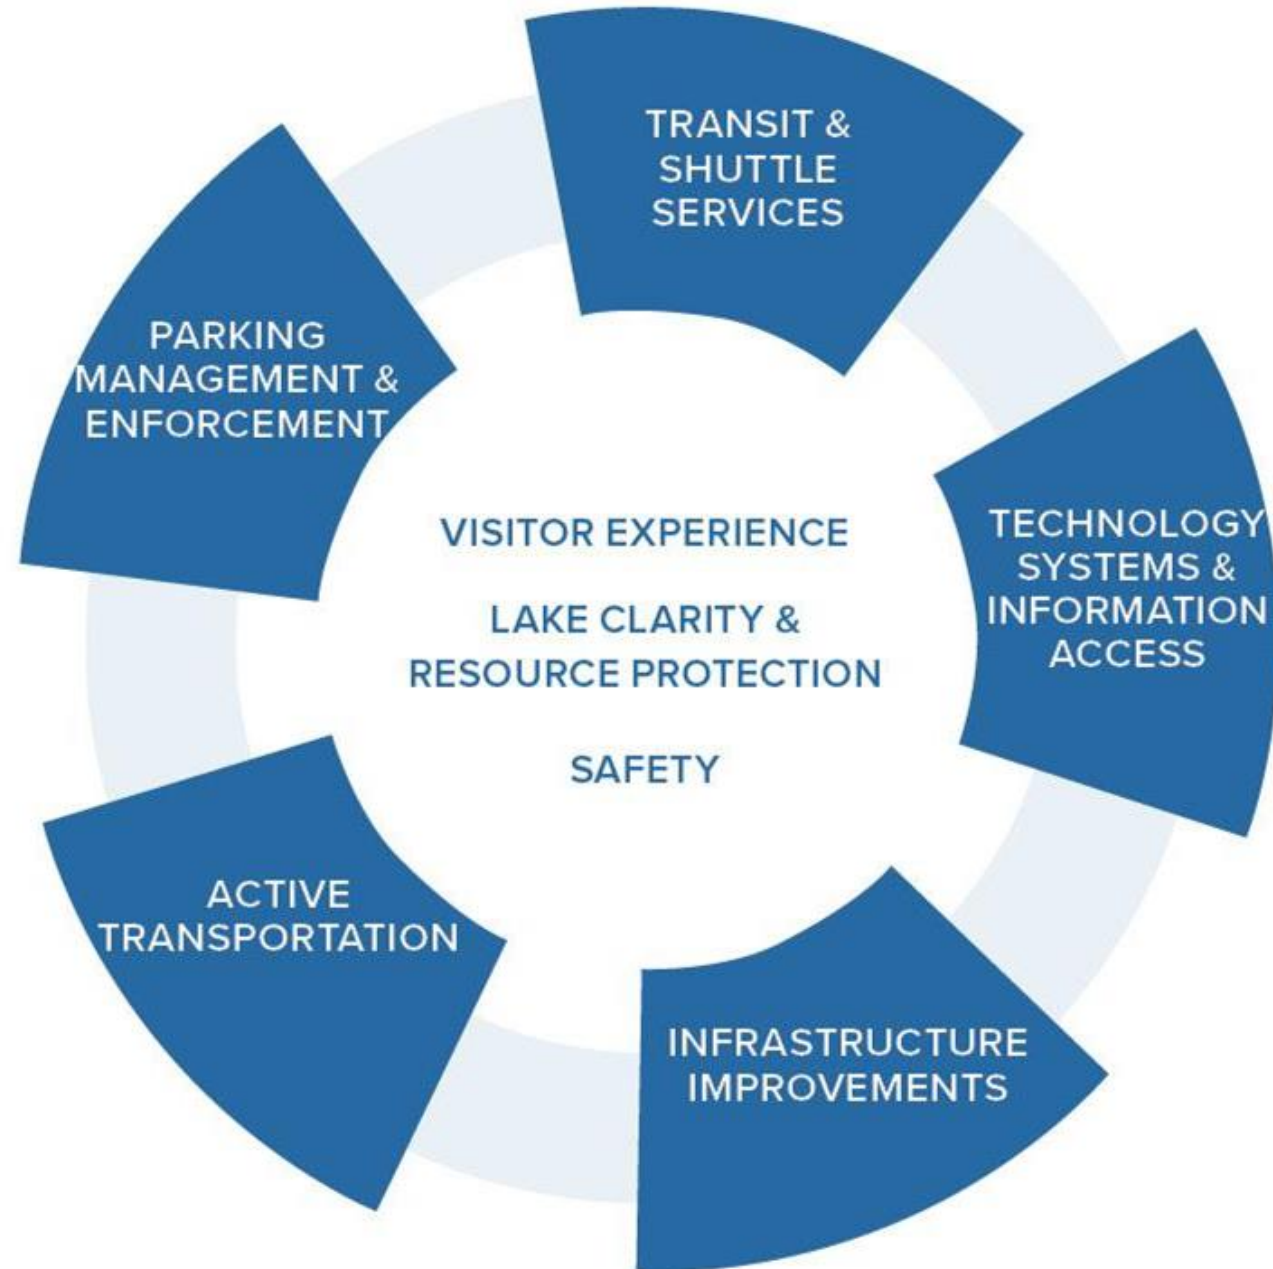 TRANSIT &
SHUTTLE
SERVICES
PARKING
MANAGEMENT &
ENFORCEMENT
TECHNOLOGY
SYSTEMS &
INFORMATION
ACCESS
VISITOR EXPERIENCE
LAKE CLARITY &
RESOURCE PROTECTION
SAFETY
ACTIVE
TRANSPORTATION
INFRASTRUCTURE
IMPROVEMENTS